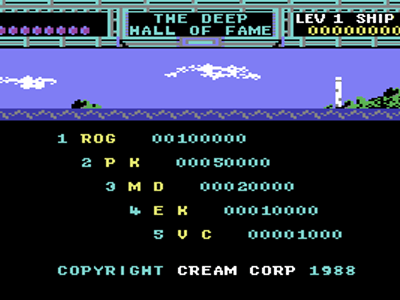 THE DEEP
HALL OF FAME
LEV 1 SHIP
00000000
1 ROG 00100000
2 P K 00050000
3 M D 00020000
4 E K 00010000
5 V C 00001000
COPYRIGHT CREAM CORP 1988